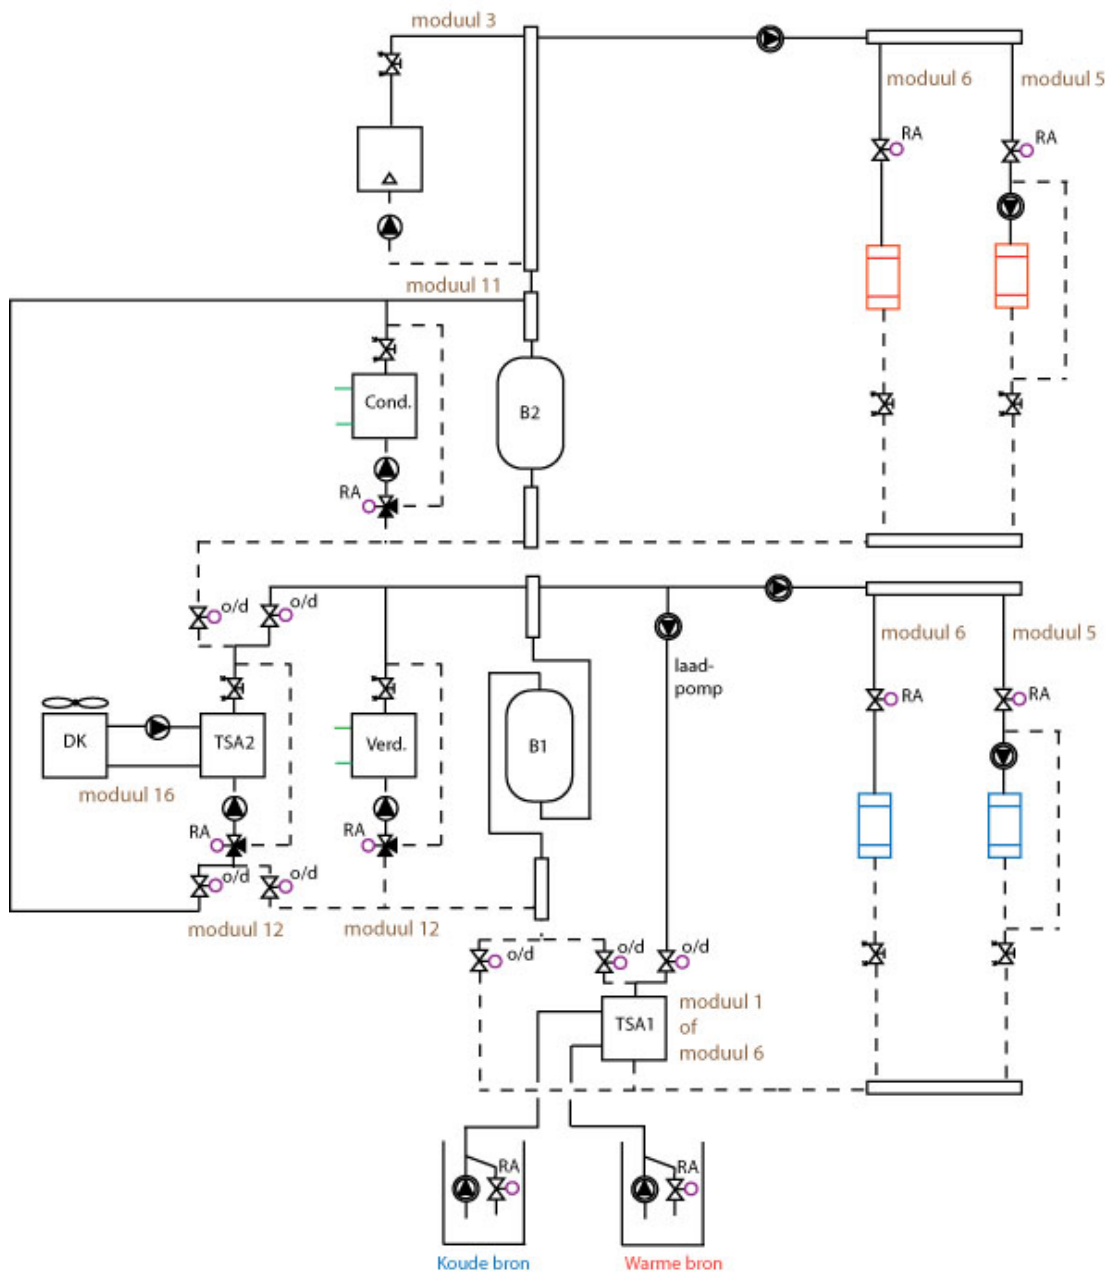 moduul 3
moduul 6
moduul 5
RA
RA
moduul 11
Cond.
B2
RA
o/d
o/d
moduul 6
moduul 5
laad-
pomp
RA
RA
DK
TSA2
Verd.
B1
moduul 16
RA
RA
o/d
o/d
moduul 12
moduul 12
o/d
o/d
o/d
TSA1
moduul 1
of
moduul 6
RA
RA
Koude bron
Warme bron